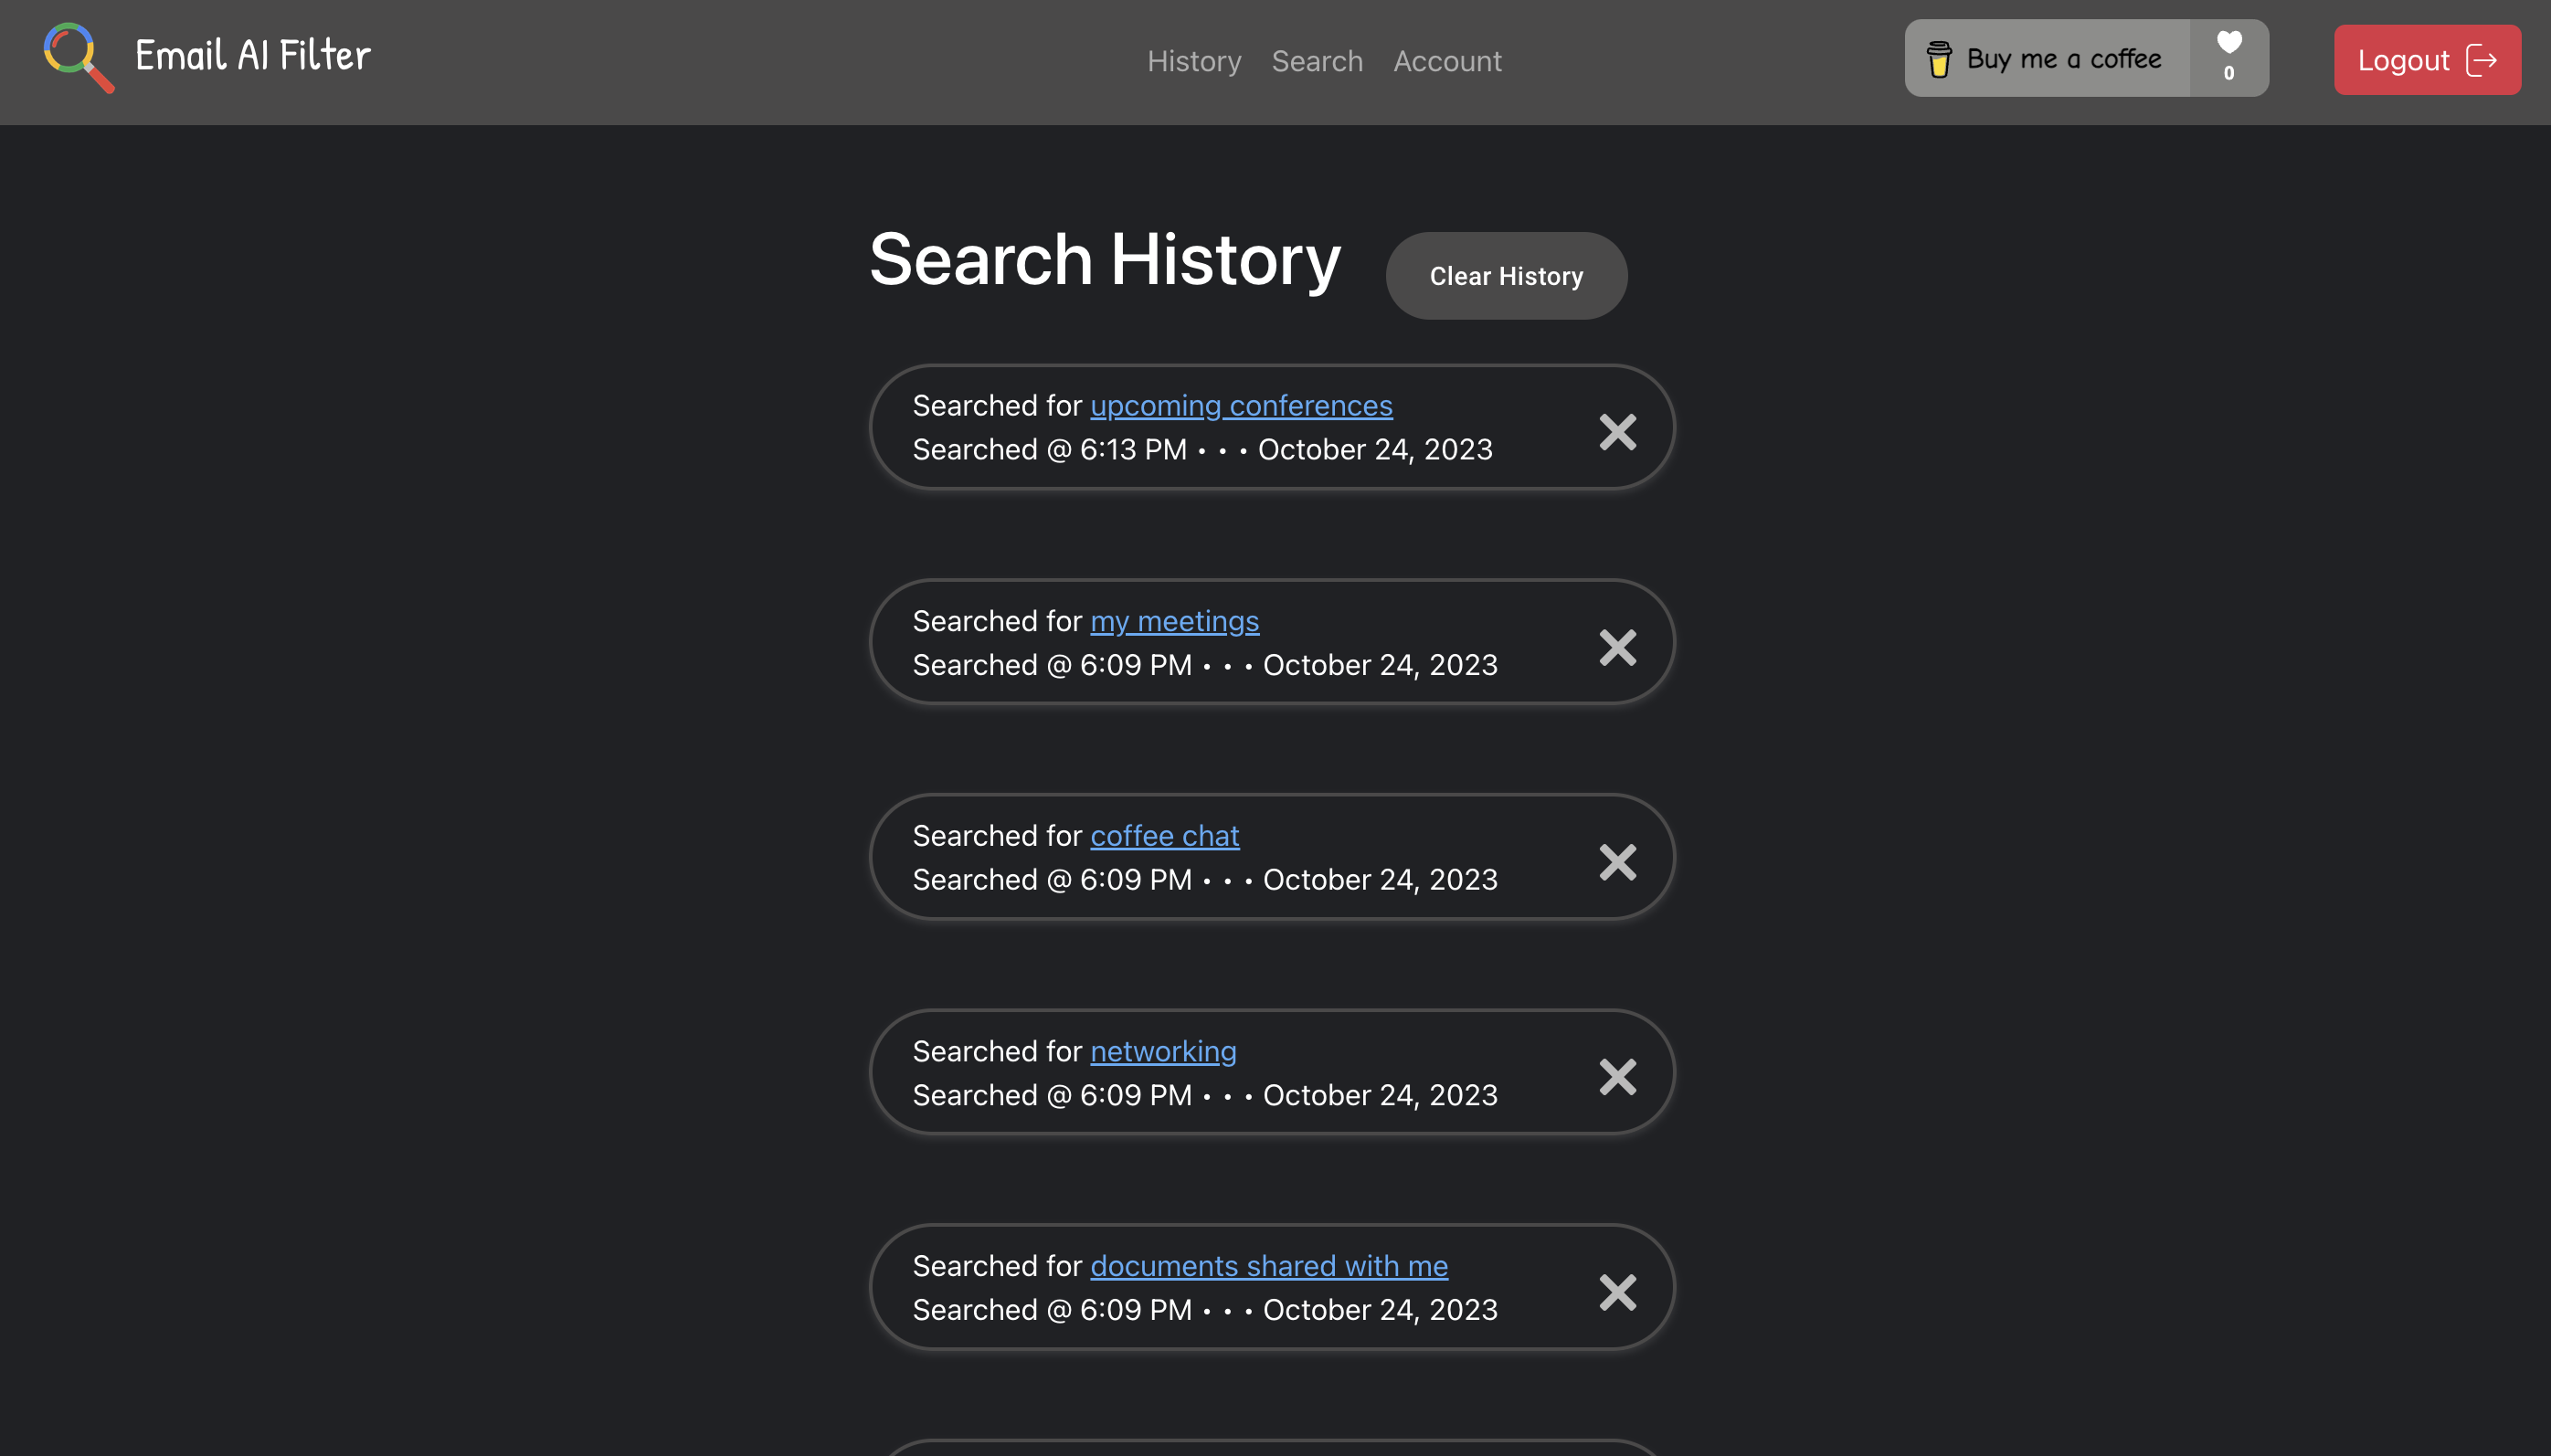 Email AI Filter
History Search Account
Buy me a coffee
0
Logout
Search History
Clear History
Searched for upcoming conferences
Searched @ 6:13 PM • • • October 24, 2023
Searched for my meetings
Searched @ 6:09 PM • • • October 24, 2023
Searched for coffee chat
Searched @ 6:09 PM • • • October 24, 2023
Searched for networking
Searched @ 6:09 PM • • • October 24, 2023
Searched for documents shared with me
Searched @ 6:09 PM • • • October 24, 2023